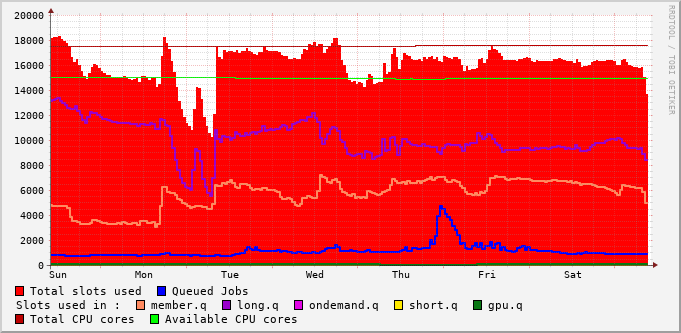 RRDTOOL / TOBI OETIKER
20000
18000
16000
14000
12000
10000
8000
6000
4000
2000
0
Sun Mon Tue Wed Thu Fri Sat
Total slots used Queued Jobs
Slots used in : member.q long.q ondemand.q short.q gpu.q
Total CPU cores Available CPU cores